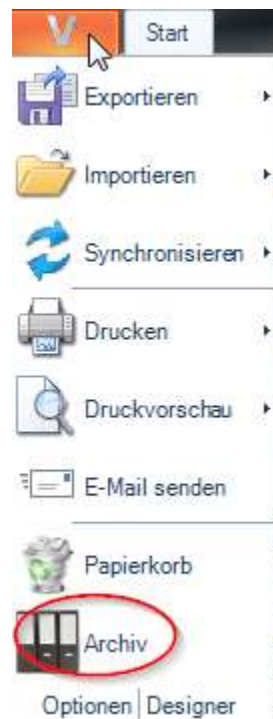 V Start
Exportieren
Importieren
Synchronisieren
Drucken
Druckvorschau
E-Mail senden
Papierkorb
Archiv
Optionen Designer